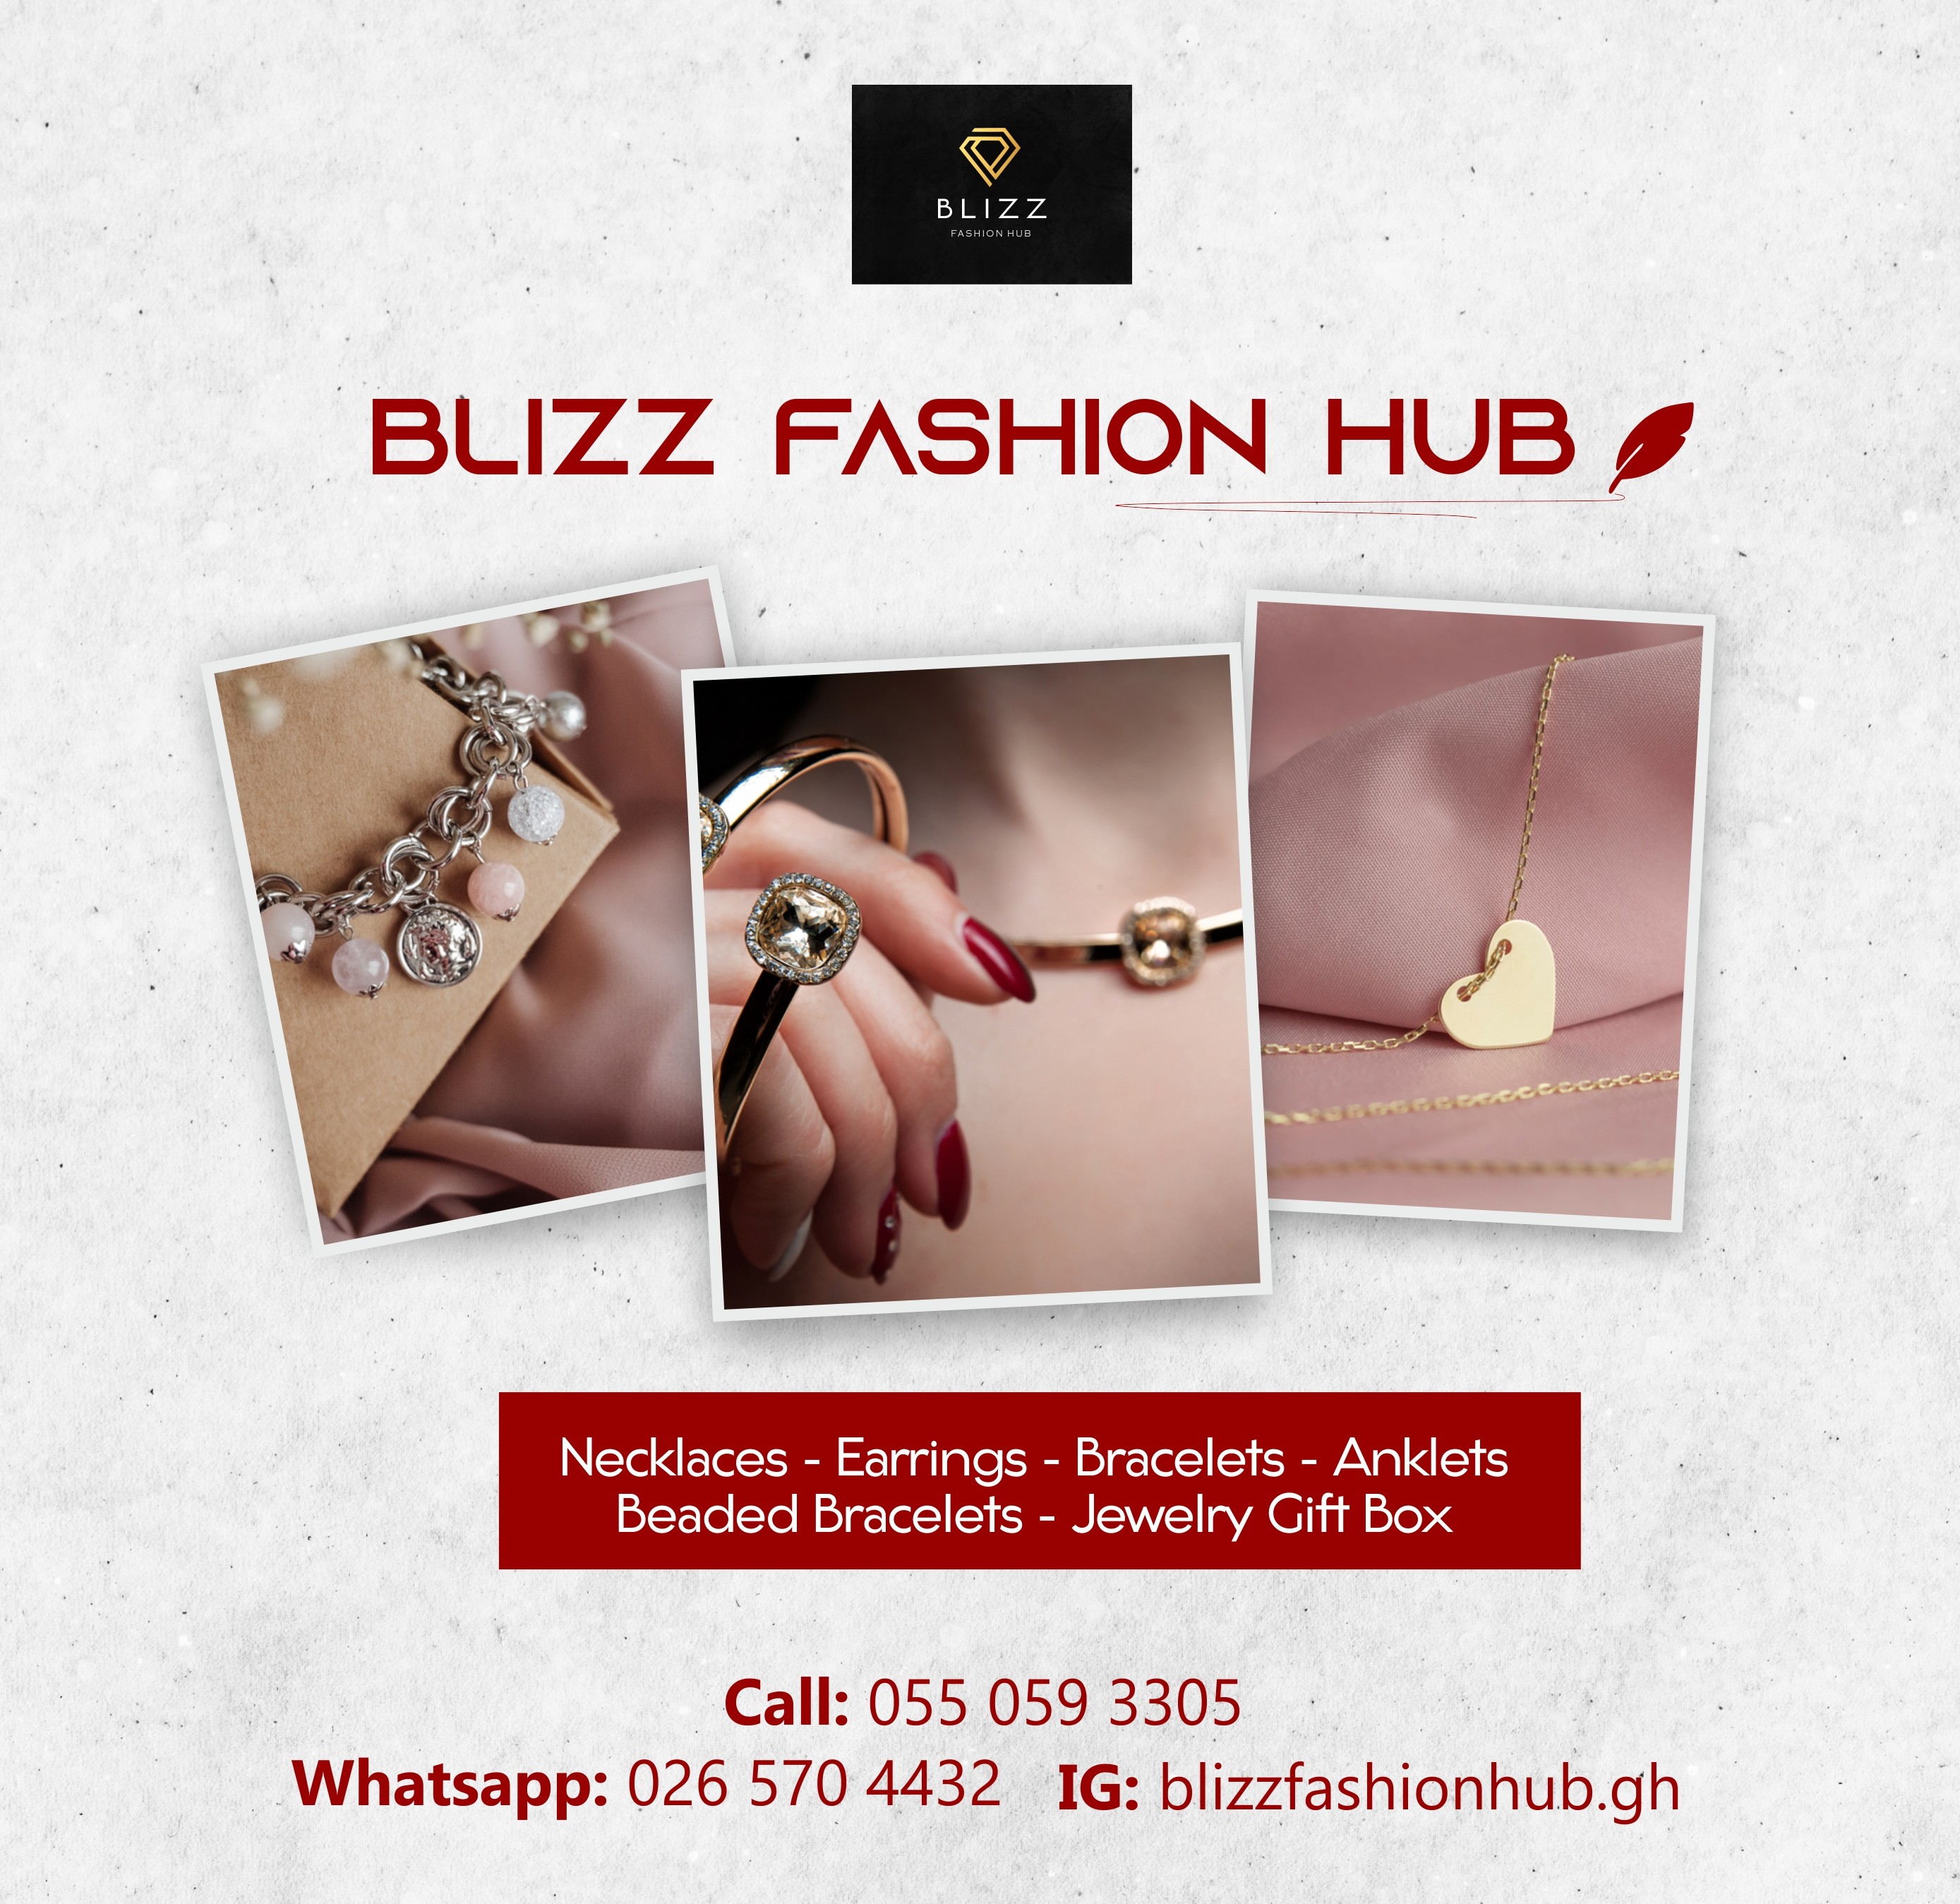 BLIZZ
FASHION HUB
BLIZZ FASHION HUB
Necklaces - Earrings - Bracelets - Anklets
Beaded Bracelets - Jewelry Gift Box
Call: 055 059 3305
Whatsapp: 026 570 4432 IG: blizzfashionhub.gh